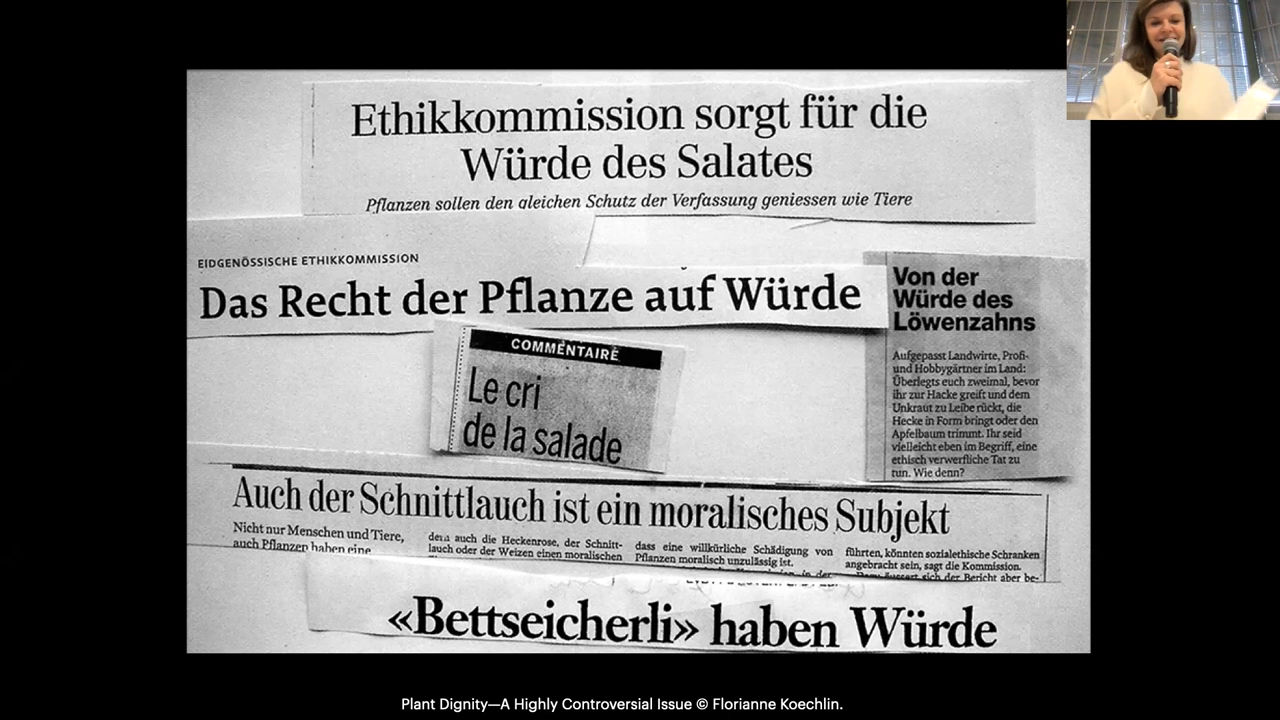 Ethikkommission sorgt für die
Würde des Salates
Pflanzen sollen den gleichen Schutz der Verfassung geniessen wie Tiere
EIDGENÖSSISCHE ETHIKKOMMISSION
Das Recht der Pflanze auf Würde
Von der
Würde des
Löwenzahns
Aufgepasst Landwirte, Profi-
und Hobbygärtner im Land:
Überlegts euch zweimal, bevor
ihr zur Hacke greift und dem
Unkraut zu Leibe rückt, die
Hecke in Form bringt oder den
Apfelbaum trimmt. Ihr seid
vielleicht eben im Begriff, eine
ethisch verwerfliche Tat zu
tun. Wie denn?
COMMENTAIRE
Le cri
de la salade
Auch der Schnittlauch ist ein moralisches Subjekt
Nicht nur Menschen und Tiere,
auch Pflanzen haben eine
auch die Heckenrose, der Schnitt-
lauch oder der Weizen einen moralischen
dass eine willkürliche Schädigung von
Pflanzen moralisch unzulässig ist.
führten, könnten sozialethische Schranken
angebracht sein, sagt die Kommission.
äussert sich der Bericht aber be-
«Bettseicherli» haben Würde
Plant Dignity—A Highly Controversial Issue © Florianne Koechlin.